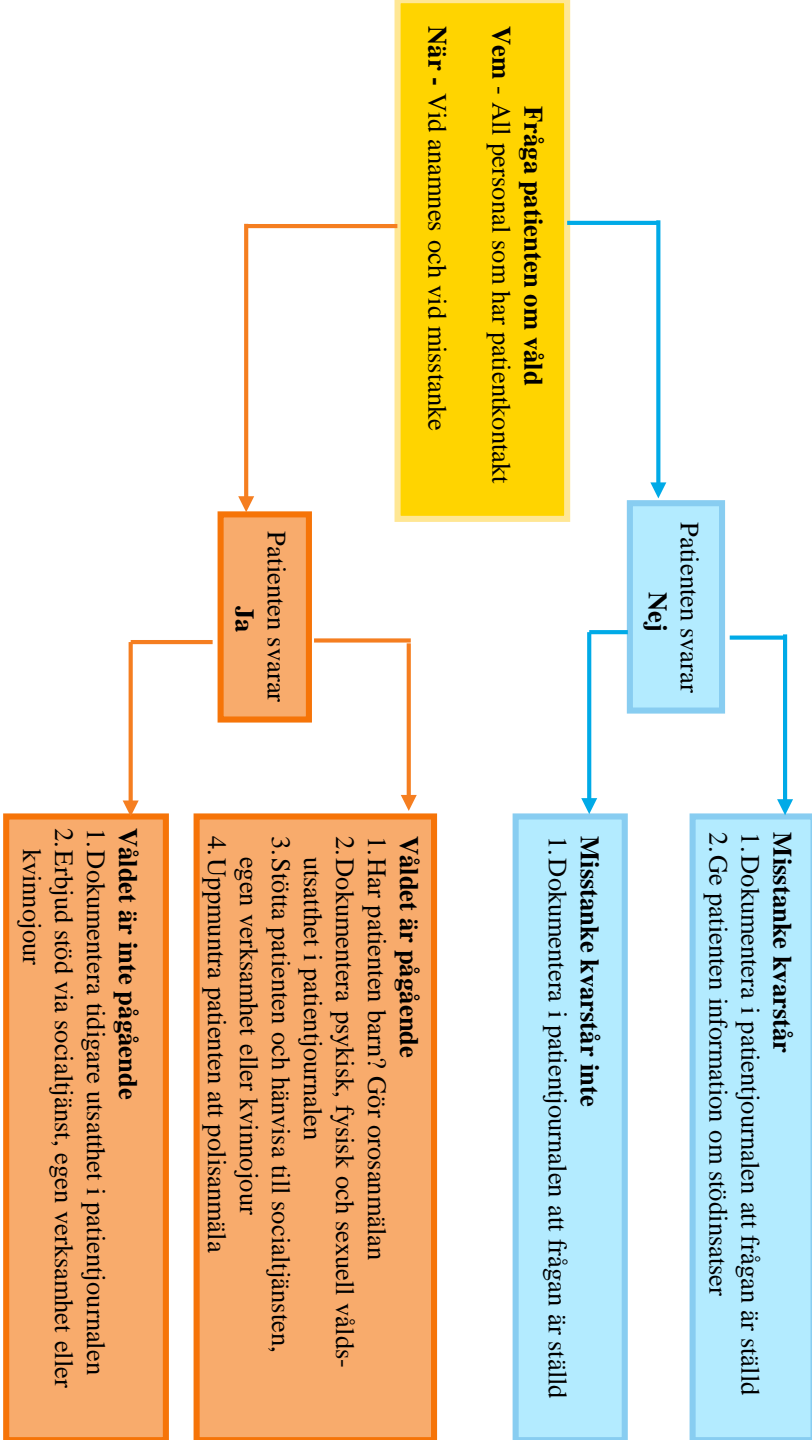 Fråga patienten om våld
Vem - All personal som har patientkontakt
När - Vid anamnes och vid misstanke
Patienten svarar
Nej
Misstanke kvarstår
1. Dokumentera i patientjournalen att frågan är ställd
2. Ge patienten information om stödinsatser
Misstanke kvarstår inte
1. Dokumentera i patientjournalen att frågan är ställd
Patienten svarar
Ja
Våldet är pågående
1. Har patienten barn? Gör orosanmälan
2. Dokumentera psykisk, fysisk och sexuell vålds-
utsatthet i patientjournalen
3. Stötta patienten och hänvisa till socialtjänsten,
egen verksamhet eller kvinnojour
4. Uppmuntra patienten att polisanmäla
Våldet är inte pågående
1. Dokumentera tidigare utsatthet i patientjournalen
2. Erbjud stöd via socialtjänst, egen verksamhet eller
kvinnojour